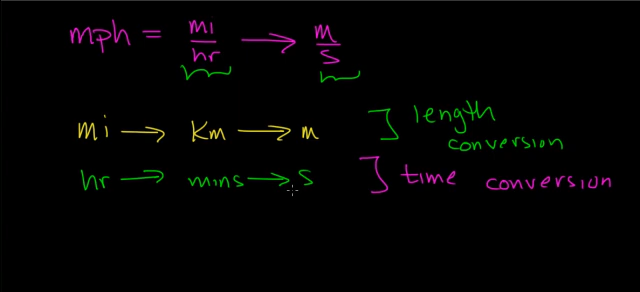 mph = mi/hr → m/s
mi → Km → m ] length conversion
hr → mins → s ] time conversion